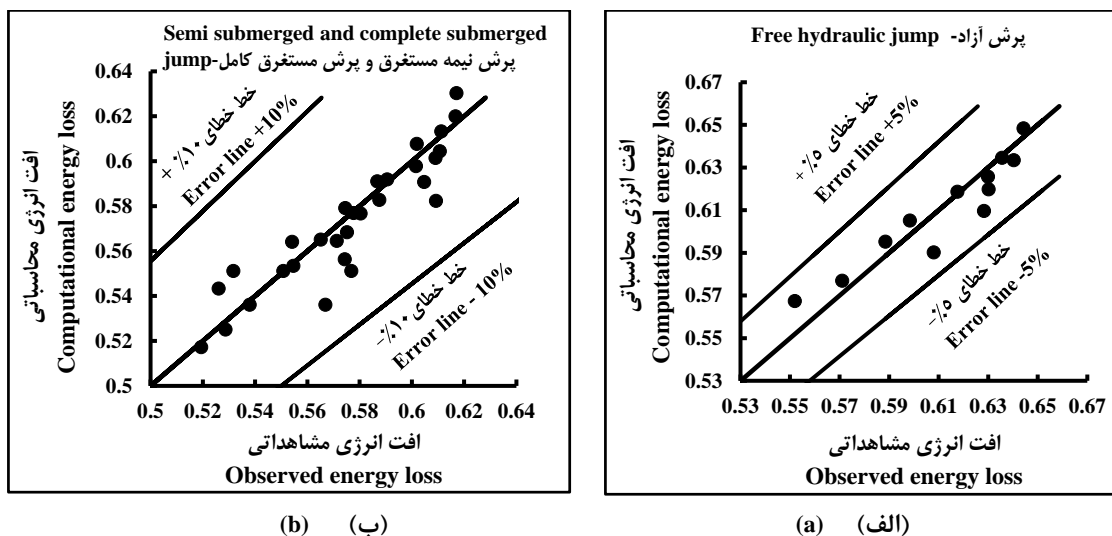 Semi submerged and complete submerged
jump-پرش نیمه مستغرق و پرش مستغرق کامل
افت انرژی محاسباتی
Computational energy loss
0.64
0.62
0.6
0.58
0.56
0.54
0.52
0.5
خط خطای ۱۰٪ +
Error line +10%
خط خطای ۱۰٪-
Error line - 10%
0.5 0.52 0.54 0.56 0.58 0.6 0.62 0.64
افت انرژی مشاهداتی
Observed energy loss
(b) (ب)
Free hydraulic jump -پرش آزاد
افت انرژی محاسباتی
Computational energy loss
0.67
0.65
0.63
0.61
0.59
0.57
0.55
0.53
خط خطای ۵٪+
Error line +5%
خط خطای ۵٪-
Error line -5%
0.53 0.55 0.57 0.59 0.61 0.63 0.65 0.67
افت انرژی مشاهداتی
Observed energy loss
(a) (الف)